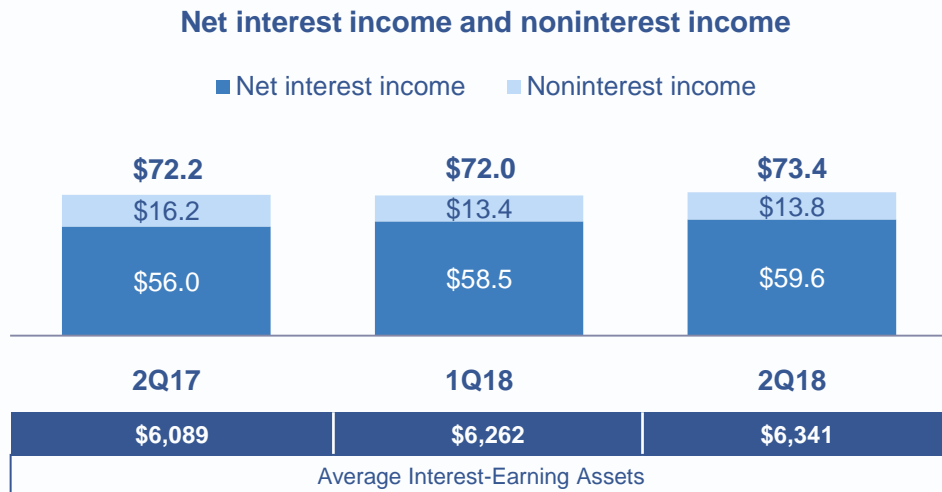 Net interest income and noninterest income
Net interest income Noninterest income
$72.2 $72.0 $73.4
$16.2 $13.4 $13.8
$56.0 $58.5 $59.6
2Q17 1Q18 2Q18
$6,089 $6,262 $6,341
Average Interest-Earning Assets